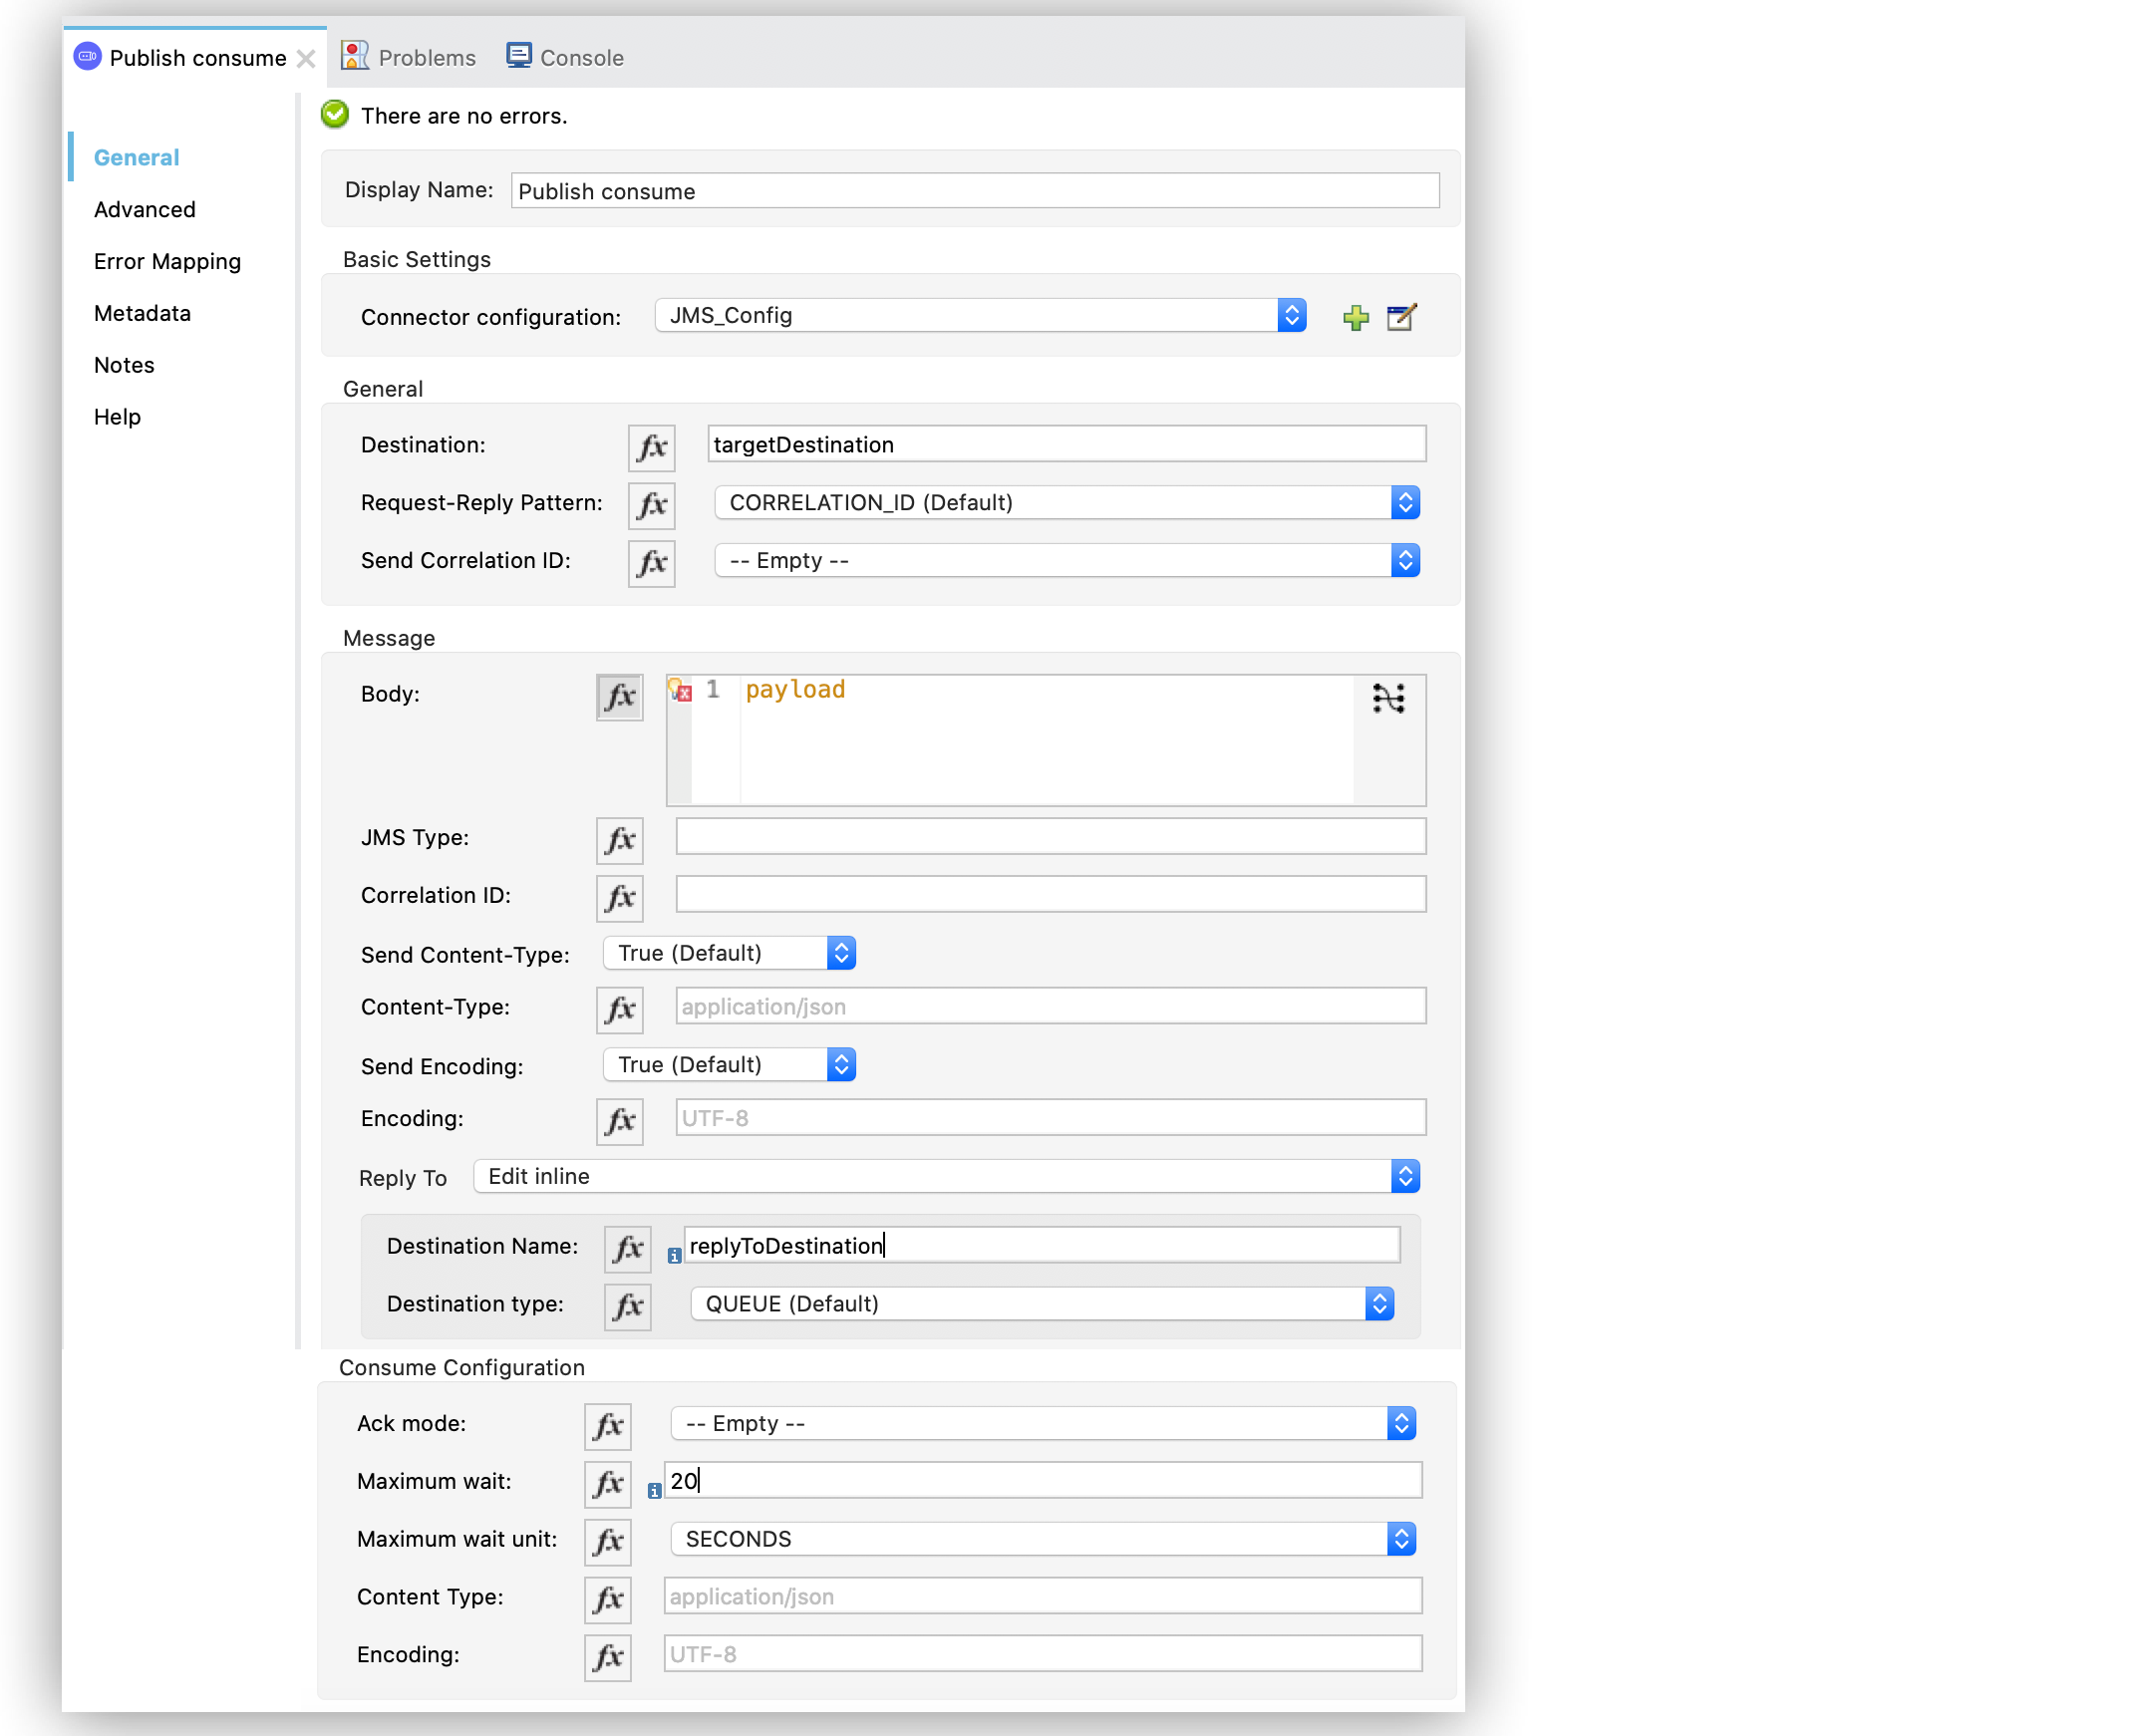 Publish consume
Problems
Console
There are no errors.
General
Advanced
Error Mapping
Metadata
Notes
Help
Display Name: Publish consume
Basic Settings
Connector configuration: JMS_Config
General
Destination: fx targetDestination
Request-Reply Pattern: fx CORRELATION_ID (Default)
Send Correlation ID: fx -- Empty --
Message
Body: fx 1 payload
JMS Type: fx
Correlation ID: fx
Send Content-Type: True (Default)
Content-Type: fx application/json
Send Encoding: True (Default)
Encoding: fx UTF-8
Reply To Edit inline
Destination Name: fx replyToDestination
Destination type: fx QUEUE (Default)
Consume Configuration
Ack mode: fx -- Empty --
Maximum wait: fx 20
Maximum wait unit: fx SECONDS
Content Type: fx application/json
Encoding: fx UTF-8